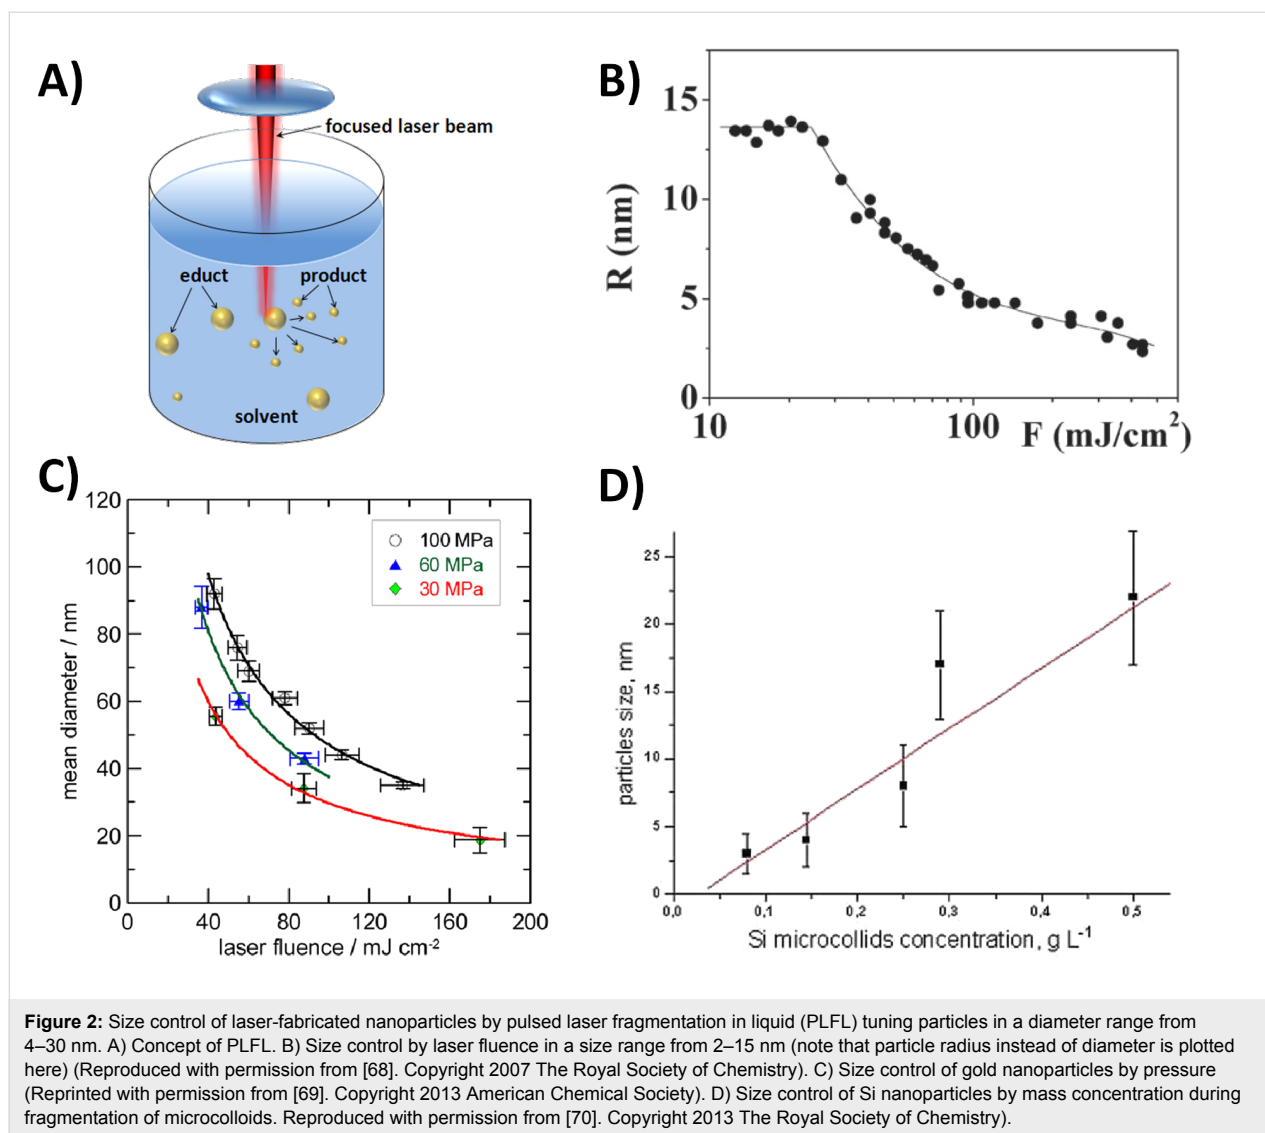 A)
focused laser beam
educt
product
solvent
B)
R (nm)
15
10
5
0
10
100
F (mJ/cm²)
C)
mean diameter / nm
120
100
80
60
40
20
0
100 MPa
60 MPa
30 MPa
0
40
80
120
160
200
laser fluence / mJ cm⁻²
D)
particles size, nm
25
20
15
10
5
0
0,0
0,1
0,2
0,3
0,4
0,5
Si microcollids concentration, g L⁻¹
Figure 2: Size control of laser-fabricated nanoparticles by pulsed laser fragmentation in liquid (PLFL) tuning particles in a diameter range from
4–30 nm. A) Concept of PLFL. B) Size control by laser fluence in a size range from 2–15 nm (note that particle radius instead of diameter is plotted
here) (Reproduced with permission from [68]. Copyright 2007 The Royal Society of Chemistry). C) Size control of gold nanoparticles by pressure
(Reprinted with permission from [69]. Copyright 2013 American Chemical Society). D) Size control of Si nanoparticles by mass concentration during
fragmentation of microcolloids. Reproduced with permission from [70]. Copyright 2013 The Royal Society of Chemistry).